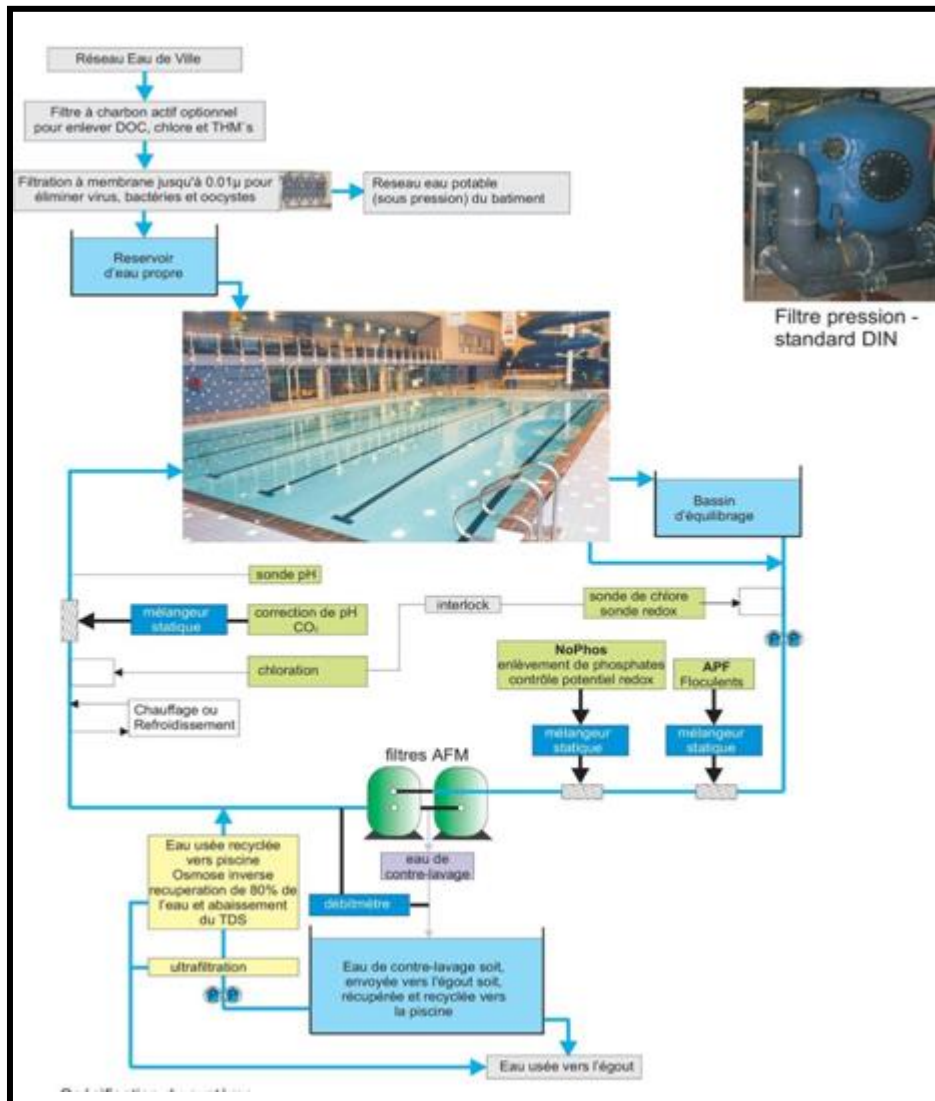 Réseau Eau de Ville
Filtre à charbon actif optionnel
pour enlever DOC, chlore et THM´s
Filtration à membrane jusqu'à 0.01µ pour
éliminer virus, bactéries et oocystes
Reseau eau potable
(sous pression) du batiment
Reservoir
d'eau propre
Filtre pression -
standard DIN
Bassin
d'équilibrage
sonde pH
mélangeur
statique
correction de pH
CO₂
interlock
sonde de chlore
sonde redox
chloration
NoPhos
enlèvement de phosphates
contrôle potentiel redox
APF
Floculents
Chauffage ou
Refroidissement
mélangeur
statique
mélangeur
statique
filtres AFM
eau de
contre-lavage
Eau usée recyclée
vers piscine
Osmose inverse
recuperation de 80% de
l'eau et abaissement
du TDS
débitmètre
ultrafiltration
Eau de contre-lavage soit,
envoyée vers l'égout soit,
récupérée et recyclée vers
la piscine
Eau usée vers l'égout